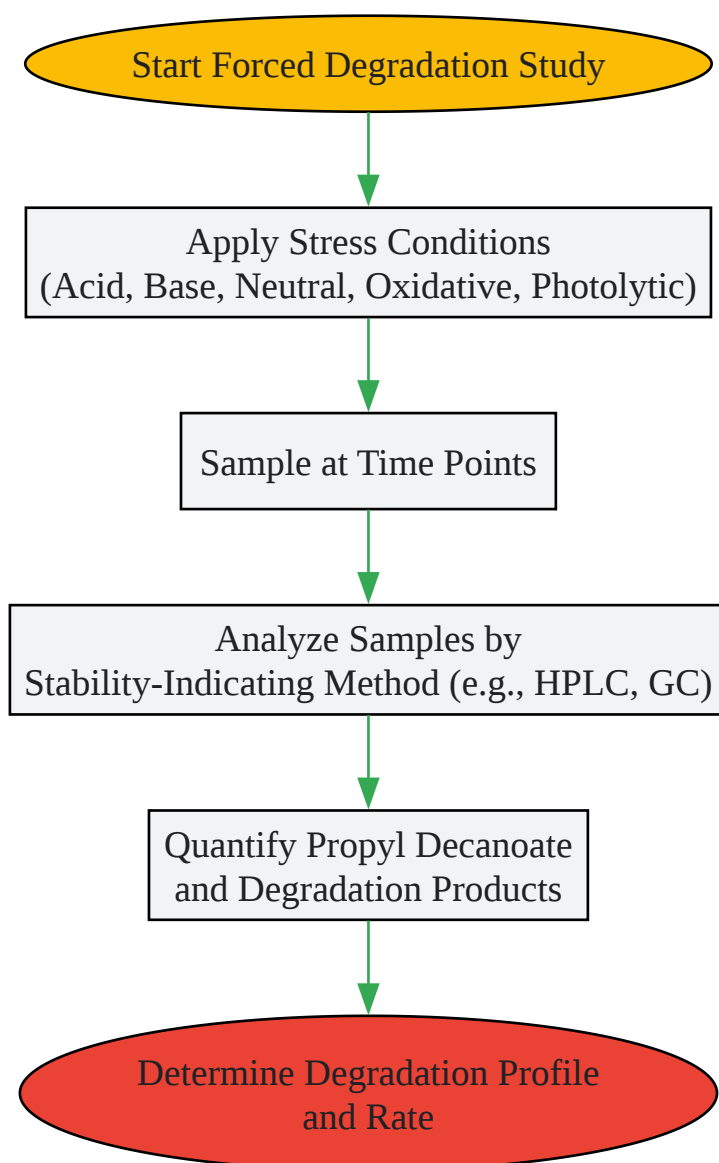 Start Forced Degradation Study
Apply Stress Conditions
(Acid, Base, Neutral, Oxidative, Photolytic)
Sample at Time Points
Analyze Samples by
Stability-Indicating Method (e.g., HPLC, GC)
Quantify Propyl Decanoate
and Degradation Products
Determine Degradation Profile
and Rate